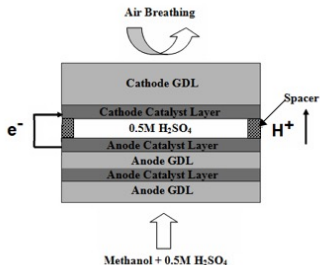 Air Breathing
Cathode GDL
Spacer
Cathode Catalyst Layer
e⁻
0.5M H₂SO₄
H⁺
Anode Catalyst Layer
Anode GDL
Anode Catalyst Layer
Anode GDL
Methanol + 0.5M H₂SO₄